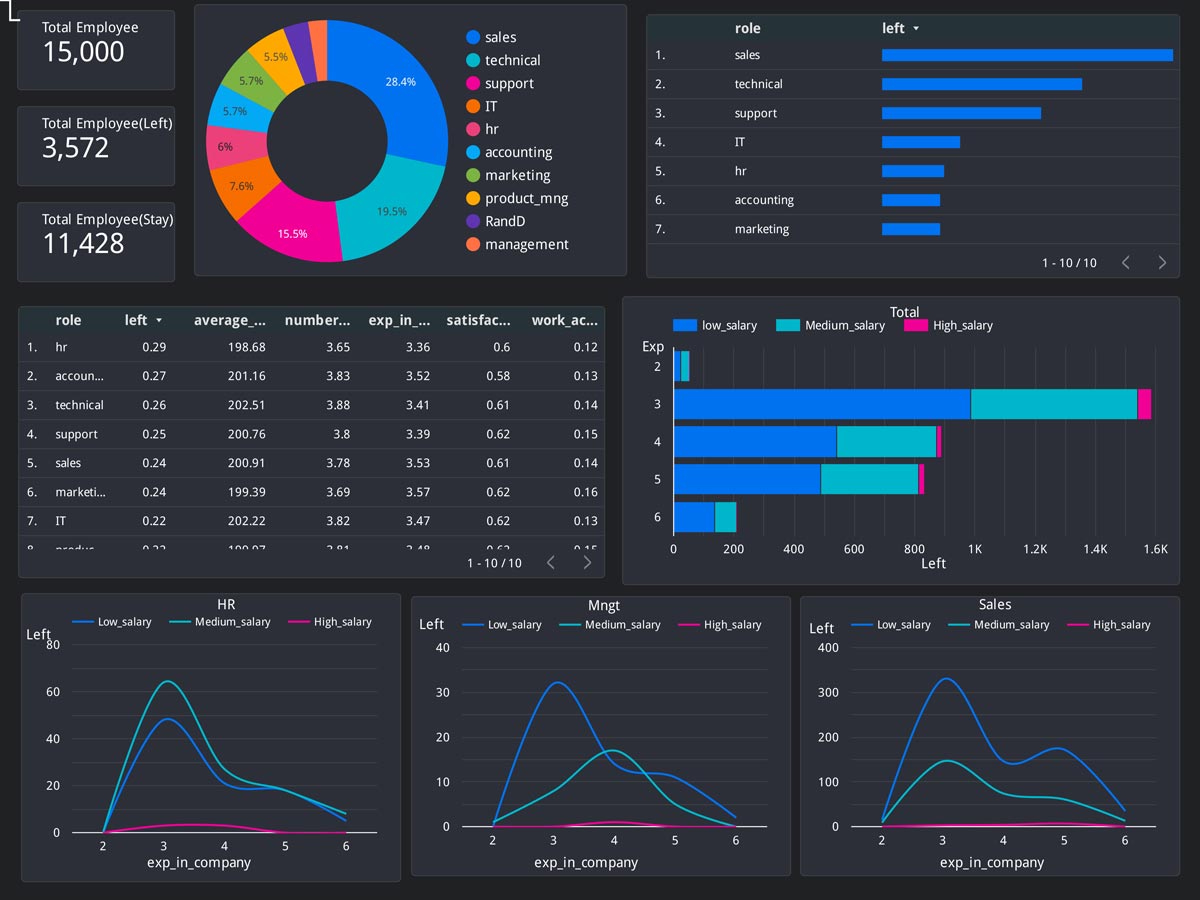 Total Employee
15,000
Total Employee(Left)
3,572
Total Employee(Stay)
11,428
28.4%
19.5%
15.5%
7.6%
6%
5.7%
5.7%
5.5%
sales
technical
support
IT
hr
accounting
marketing
product_mng
RandD
management
role left
1. sales
2. technical
3. support
4. IT
5. hr
6. accounting
7. marketing
1 - 10 / 10
role left average_... number... exp_in_... satisfac... work_ac...
1. hr 0.29 198.68 3.65 3.36 0.6 0.12
2. accoun... 0.27 201.16 3.83 3.52 0.58 0.13
3. technical 0.26 202.51 3.88 3.41 0.61 0.14
4. support 0.25 200.76 3.8 3.39 0.62 0.15
5. sales 0.24 200.91 3.78 3.53 0.61 0.14
6. marketi... 0.24 199.39 3.69 3.57 0.62 0.16
7. IT 0.22 202.22 3.82 3.47 0.62 0.13
1 - 10 / 10
Total
low_salary Medium_salary High_salary
Exp
2
3
4
5
6
0 200 400 600 800 1K 1.2K 1.4K 1.6K
Left
HR
Low_salary Medium_salary High_salary
Left
80
60
40
20
0
2 3 4 5 6
exp_in_company
Mngt
Left Low_salary Medium_salary High_salary
40
30
20
10
0
2 3 4 5 6
exp_in_company
Sales
Left Low_salary Medium_salary High_salary
400
300
200
100
0
2 3 4 5 6
exp_in_company